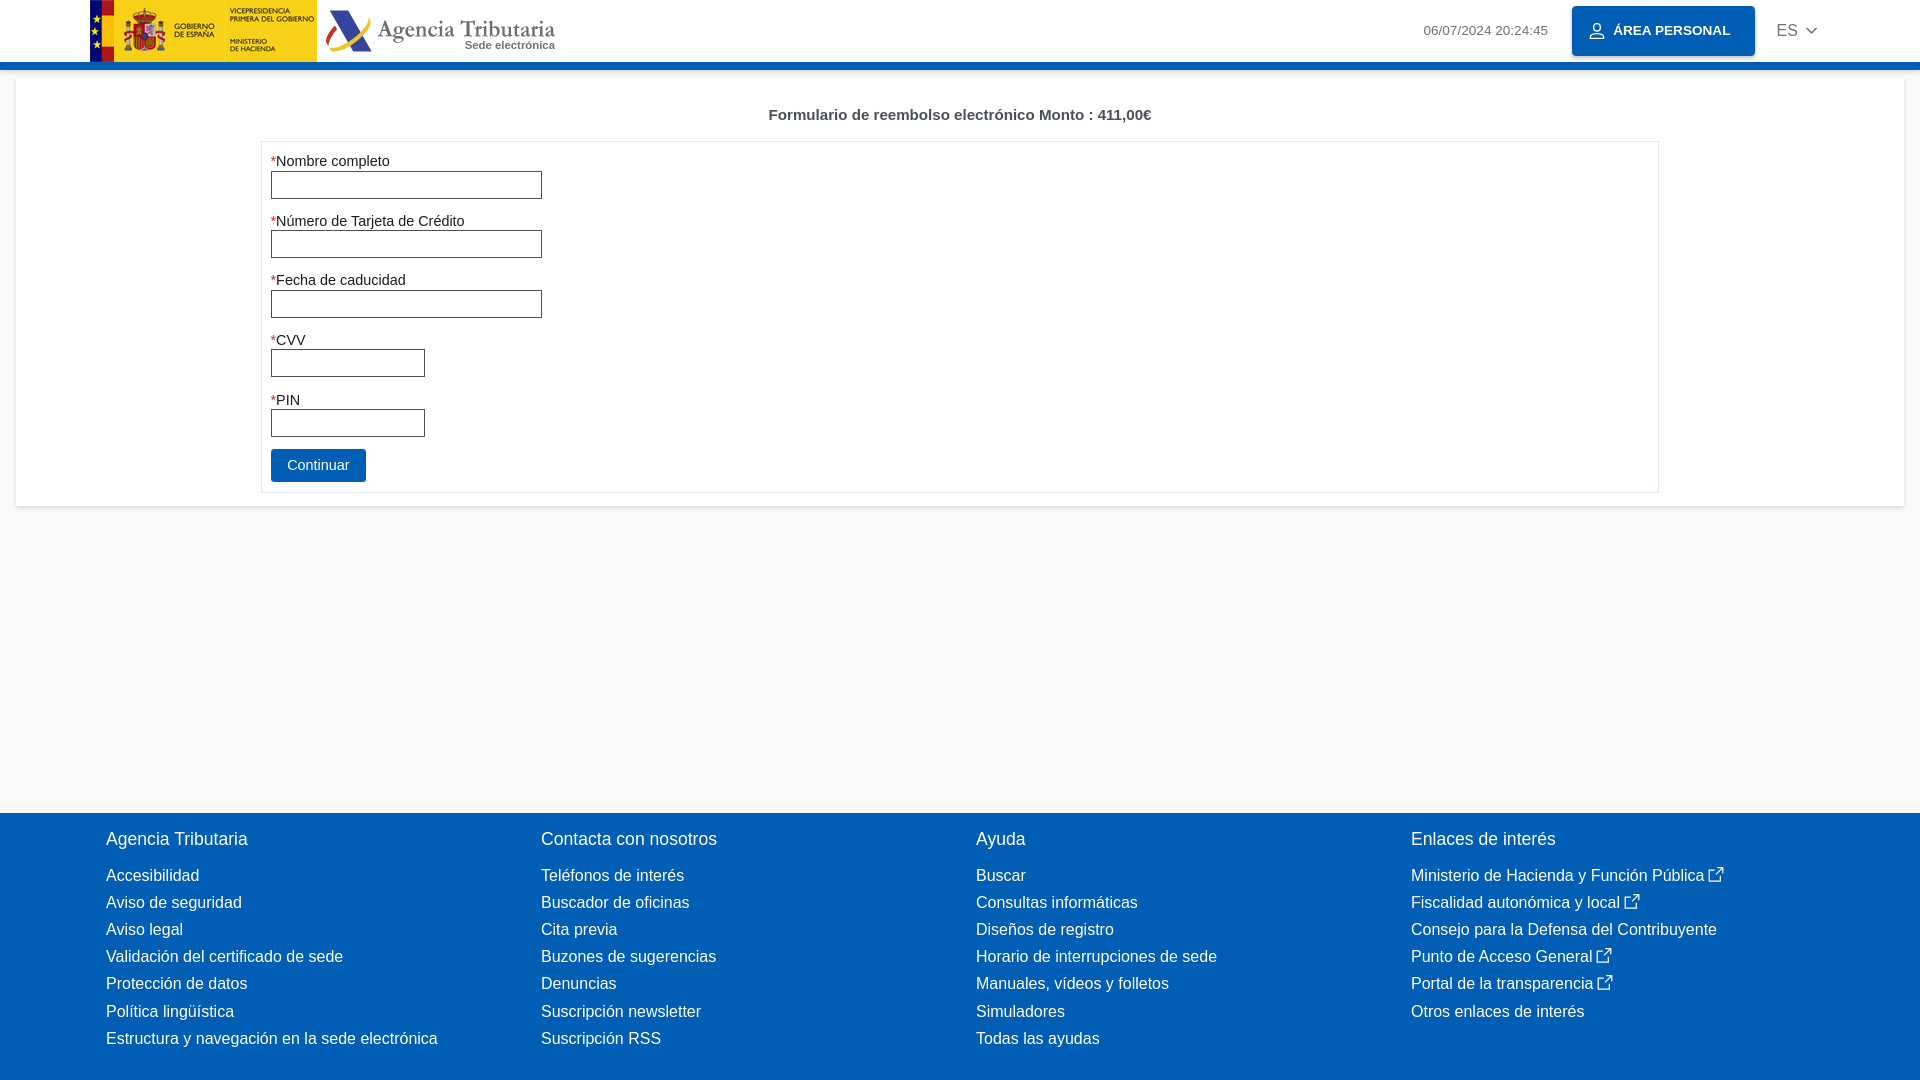 GOBIERNO
DE ESPAÑA
VICEPRESIDENCIA
PRIMERA DEL GOBIERNO
MINISTERIO
DE HACIENDA
Agencia Tributaria
Sede electrónica
06/07/2024 20:24:45
ÁREA PERSONAL
ES
Formulario de reembolso electrónico Monto : 411,00€
*Nombre completo
*Número de Tarjeta de Crédito
*Fecha de caducidad
*CVV
*PIN
Continuar
Agencia Tributaria
Accesibilidad
Aviso de seguridad
Aviso legal
Validación del certificado de sede
Protección de datos
Política lingüística
Estructura y navegación en la sede electrónica
Contacta con nosotros
Teléfonos de interés
Buscador de oficinas
Cita previa
Buzones de sugerencias
Denuncias
Suscripción newsletter
Suscripción RSS
Ayuda
Buscar
Consultas informáticas
Diseños de registro
Horario de interrupciones de sede
Manuales, vídeos y folletos
Simuladores
Todas las ayudas
Enlaces de interés
Ministerio de Hacienda y Función Pública
Fiscalidad autonómica y local
Consejo para la Defensa del Contribuyente
Punto de Acceso General
Portal de la transparencia
Otros enlaces de interés